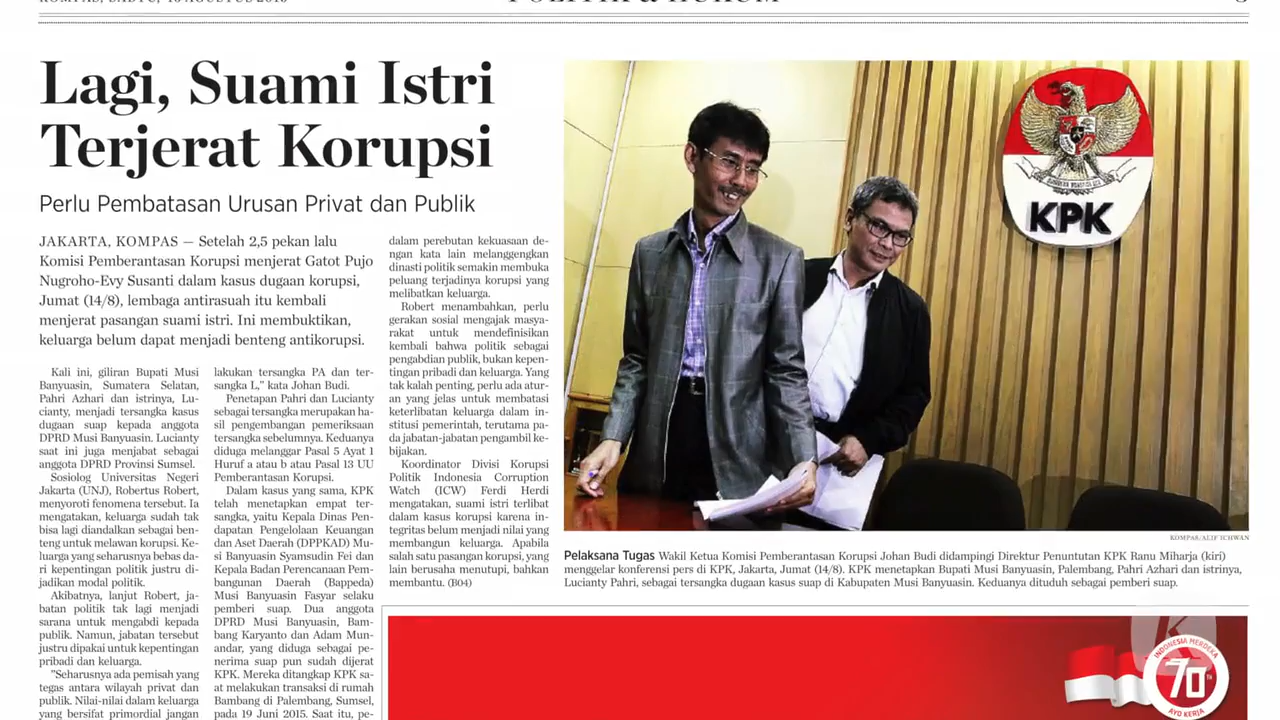 KOMPAS, SABTU, 15 AGUSTUS 2015
POLITIK & HUKUM
Lagi, Suami Istri
Terjerat Korupsi
Perlu Pembatasan Urusan Privat dan Publik
JAKARTA, KOMPAS — Setelah 2,5 pekan lalu
Komisi Pemberantasan Korupsi menjerat Gatot Pujo
Nugroho-Evy Susanti dalam kasus dugaan korupsi,
Jumat (14/8), lembaga antirasuah itu kembali
menjerat pasangan suami istri. Ini membuktikan,
keluarga belum dapat menjadi benteng antikorupsi.
Kali ini, giliran Bupati Musi
Banyuasin, Sumatera Selatan,
Pahri Azhari dan istrinya, Lu-
cianty, menjadi tersangka kasus
dugaan suap kepada anggota
DPRD Musi Banyuasin. Lucianty
saat ini juga menjabat sebagai
anggota DPRD Provinsi Sumsel.
Sosiolog Universitas Negeri
Jakarta (UNJ), Robertus Robert,
menyoroti fenomena tersebut. Ia
mengatakan, keluarga sudah tak
bisa lagi diandalkan sebagai ben-
teng untuk melawan korupsi. Ke-
luarga yang seharusnya bebas da-
ri kepentingan politik justru di-
jadikan modal politik.
Akibatnya, lanjut Robert, ja-
batan politik tak lagi menjadi
sarana untuk mengabdi kepada
publik. Namun, jabatan tersebut
justru dipakai untuk kepentingan
pribadi dan keluarga.
"Seharusnya ada pemisah yang
tegas antara wilayah privat dan
publik. Nilai-nilai dalam keluarga
yang bersifat primordial jangan
lakukan tersangka PA dan ter-
sangka L," kata Johan Budi.
Penetapan Pahri dan Lucianty
sebagai tersangka merupakan ha-
sil pengembangan pemeriksaan
tersangka sebelumnya. Keduanya
diduga melanggar Pasal 5 Ayat 1
Huruf a atau b atau Pasal 13 UU
Pemberantasan Korupsi.
Dalam kasus yang sama, KPK
telah menetapkan empat ter-
sangka, yaitu Kepala Dinas Pen-
dapatan Pengelolaan Keuangan
dan Aset Daerah (DPPKAD) Mu-
si Banyuasin Syamsudin Fei dan
Kepala Badan Perencanaan Pem-
bangunan Daerah (Bappeda)
Musi Banyuasin Fasyar selaku
pemberi suap. Dua anggota
DPRD Musi Banyuasin, Bam-
bang Karyanto dan Adam Mun-
andar, yang diduga sebagai pe-
nerima suap pun sudah dijerat
KPK. Mereka ditangkap KPK sa-
at melakukan transaksi di rumah
Bambang di Palembang, Sumsel,
pada 19 Juni 2015. Saat itu, pe-
dalam perebutan kekuasaan de-
ngan kata lain melanggengkan
dinasti politik semakin membuka
peluang terjadinya korupsi yang
melibatkan keluarga.
Robert menambahkan, perlu
gerakan sosial mengajak masya-
rakat untuk mendefinisikan
kembali bahwa politik sebagai
pengabdian publik, bukan kepen-
tingan pribadi dan keluarga. Yang
tak kalah penting, perlu ada atur-
an yang jelas untuk membatasi
keterlibatan keluarga dalam in-
stitusi pemerintah, terutama pa-
da jabatan-jabatan pengambil ke-
bijakan.
Koordinator Divisi Korupsi
Politik Indonesia Corruption
Watch (ICW) Ferdi Herdi
mengatakan, suami istri terlibat
dalam kasus korupsi karena in-
tegritas belum menjadi nilai yang
membangun keluarga. Apabila
salah satu pasangan korupsi, yang
lain berusaha menutupi, bahkan
membantu. (B04)
KPK
KOMPAS/ALIF ICHWAN
Pelaksana Tugas Wakil Ketua Komisi Pemberantasan Korupsi Johan Budi didampingi Direktur Penuntutan KPK Ranu Miharja (kiri)
menggelar konferensi pers di KPK, Jakarta, Jumat (14/8). KPK menetapkan Bupati Musi Banyuasin, Palembang, Pahri Azhari dan istrinya,
Lucianty Pahri, sebagai tersangka dugaan kasus suap di Kabupaten Musi Banyuasin. Keduanya dituduh sebagai pemberi suap.
K
INDONESIA MERDEKA
70TH
AYO KERJA